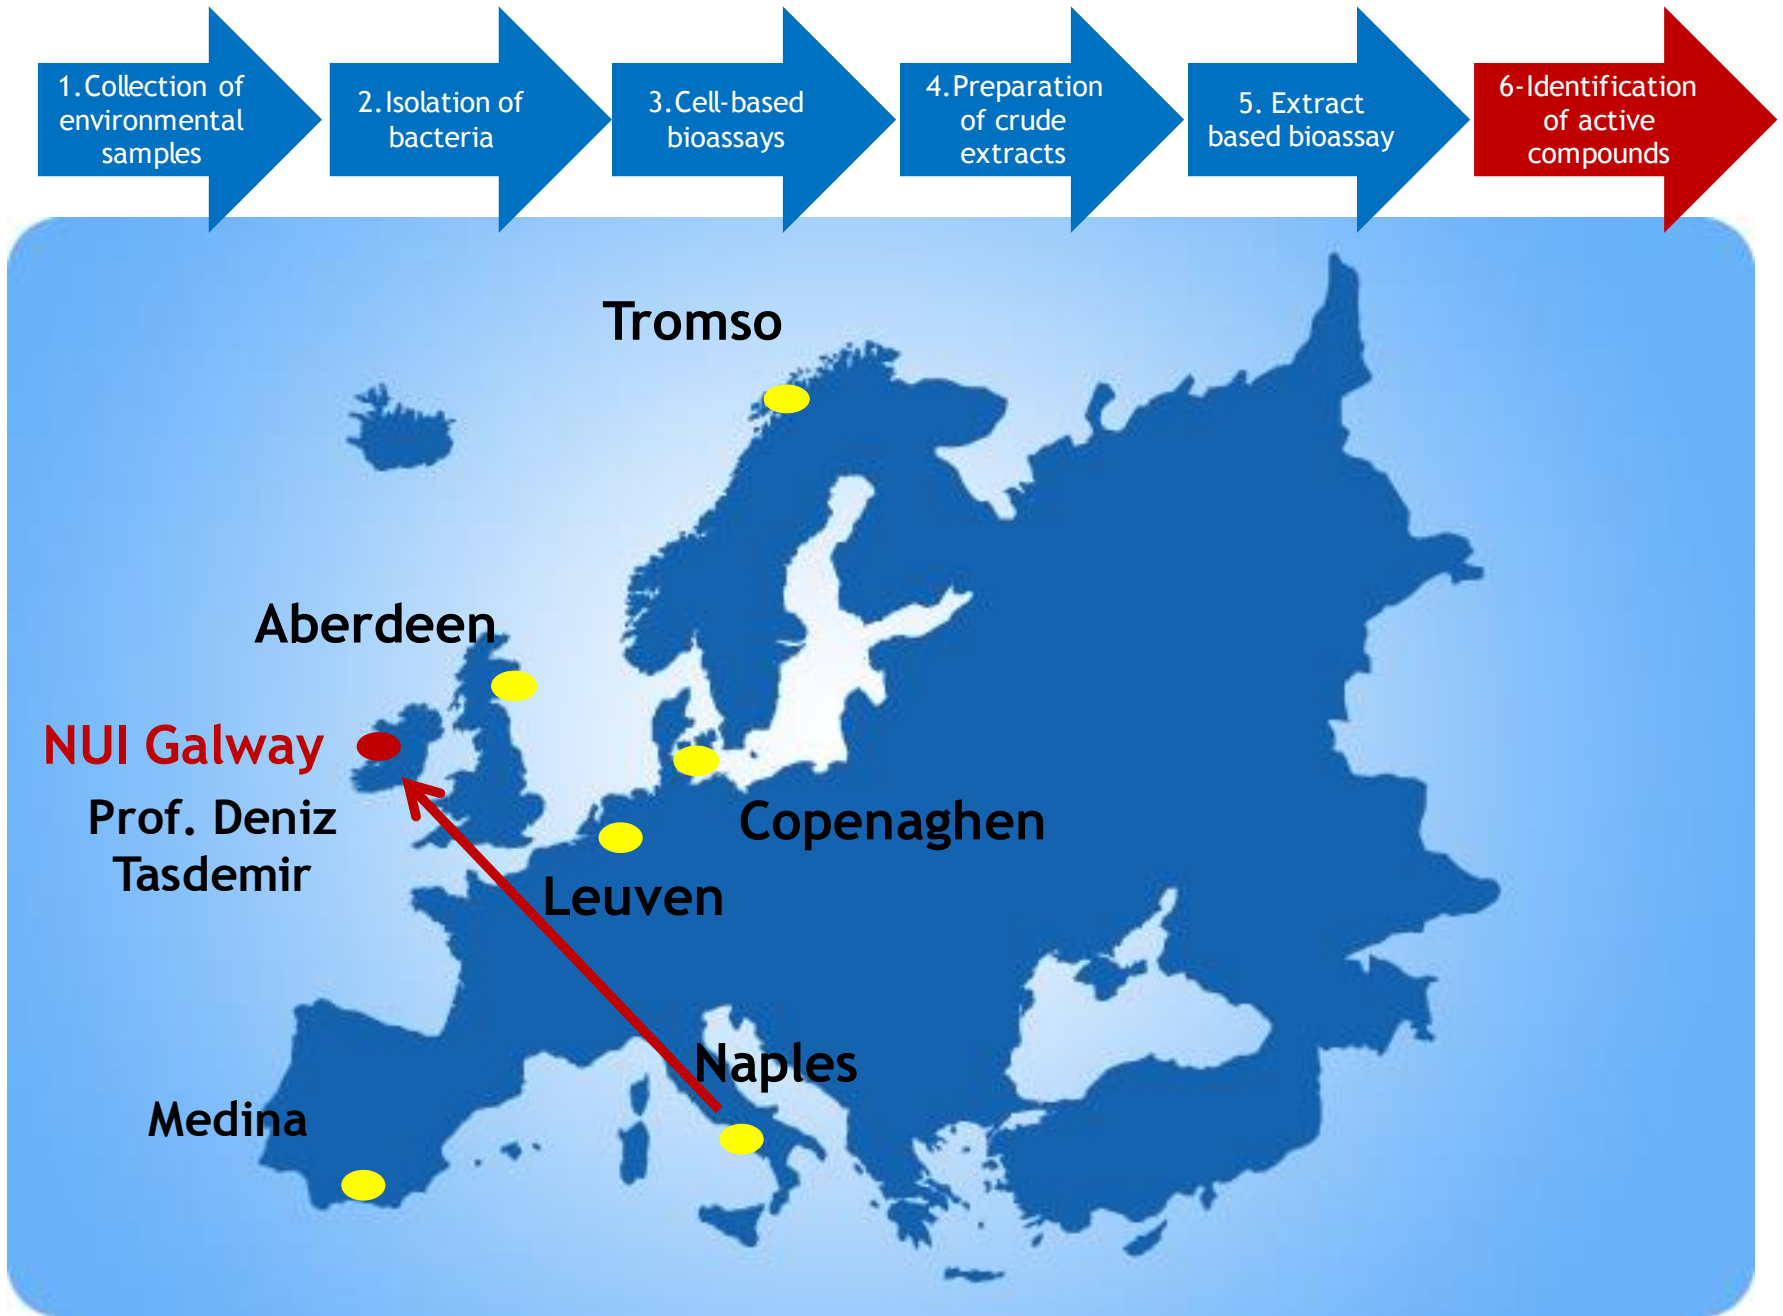 1.Collection of
environmental
samples
2.Isolation of
bacteria
3.Cell-based
bioassays
4.Preparation
of crude
extracts
5. Extract
based bioassay
6-Identification
of active
compounds
Tromso
Aberdeen
NUI Galway
Prof. Deniz
Tasdemir
Copenaghen
Leuven
Naples
Medina